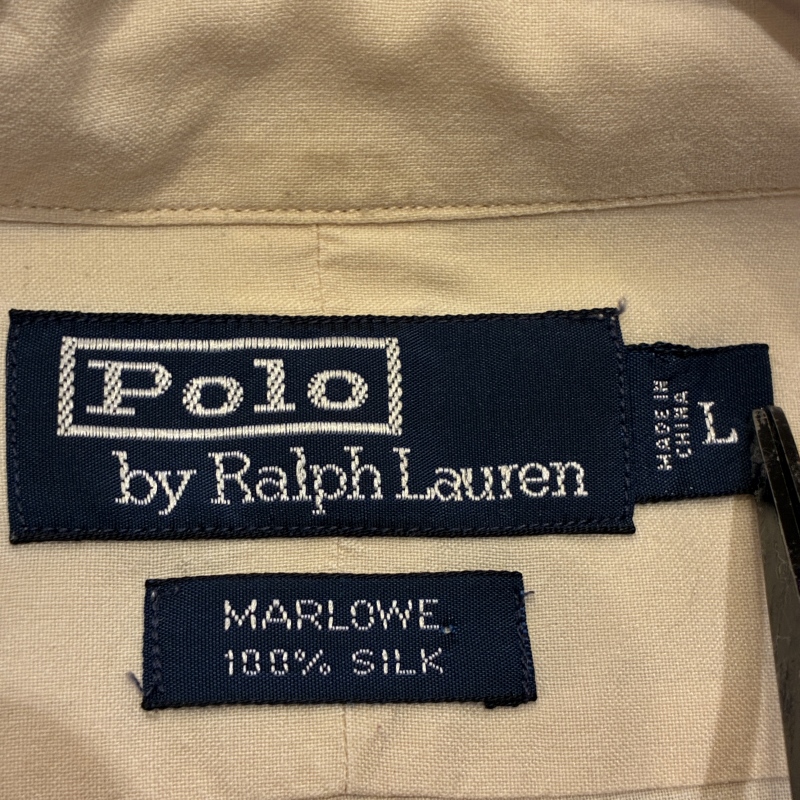 Polo
by Ralph Lauren
MADE IN
CHINA
L
MARLOWE
100% SILK